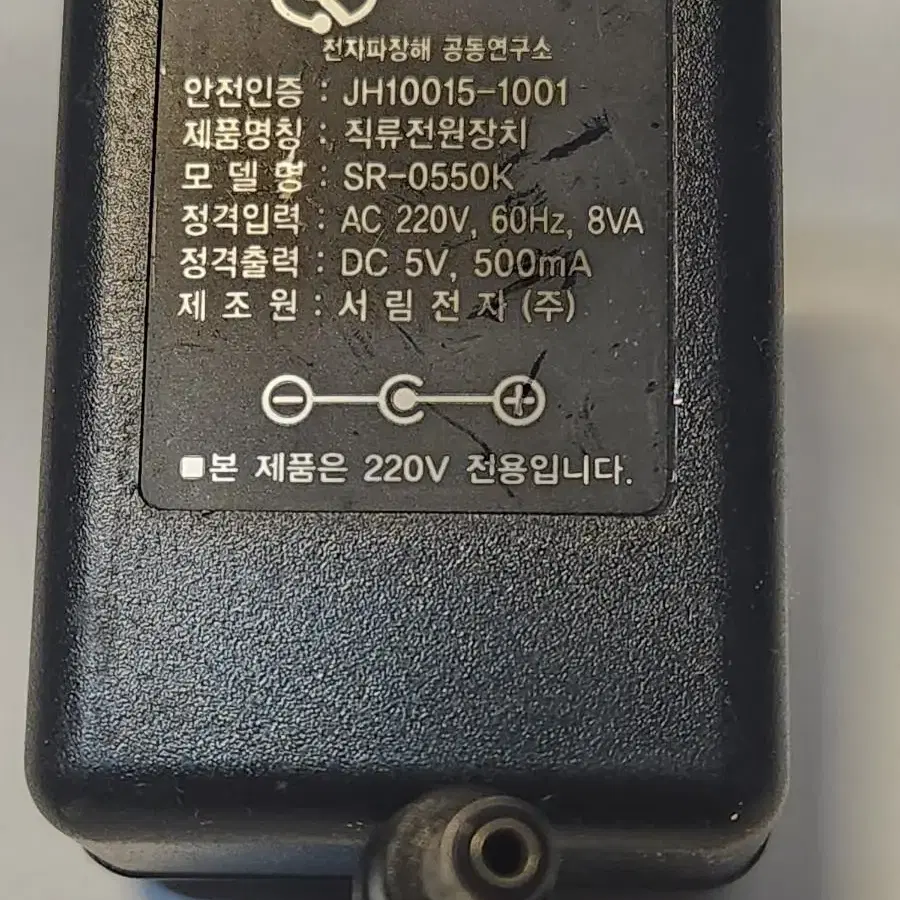 전자파장해 공동연구소
안전인증 : JH10015-1001
제품명칭 : 직류전원장치
모 델 명 : SR-0550K
정격입력 : AC 220V, 60Hz, 8VA
정격출력 : DC 5V, 500mA
제 조 원 : 서 림 전 자 (주)
■본 제품은 220V 전용입니다.